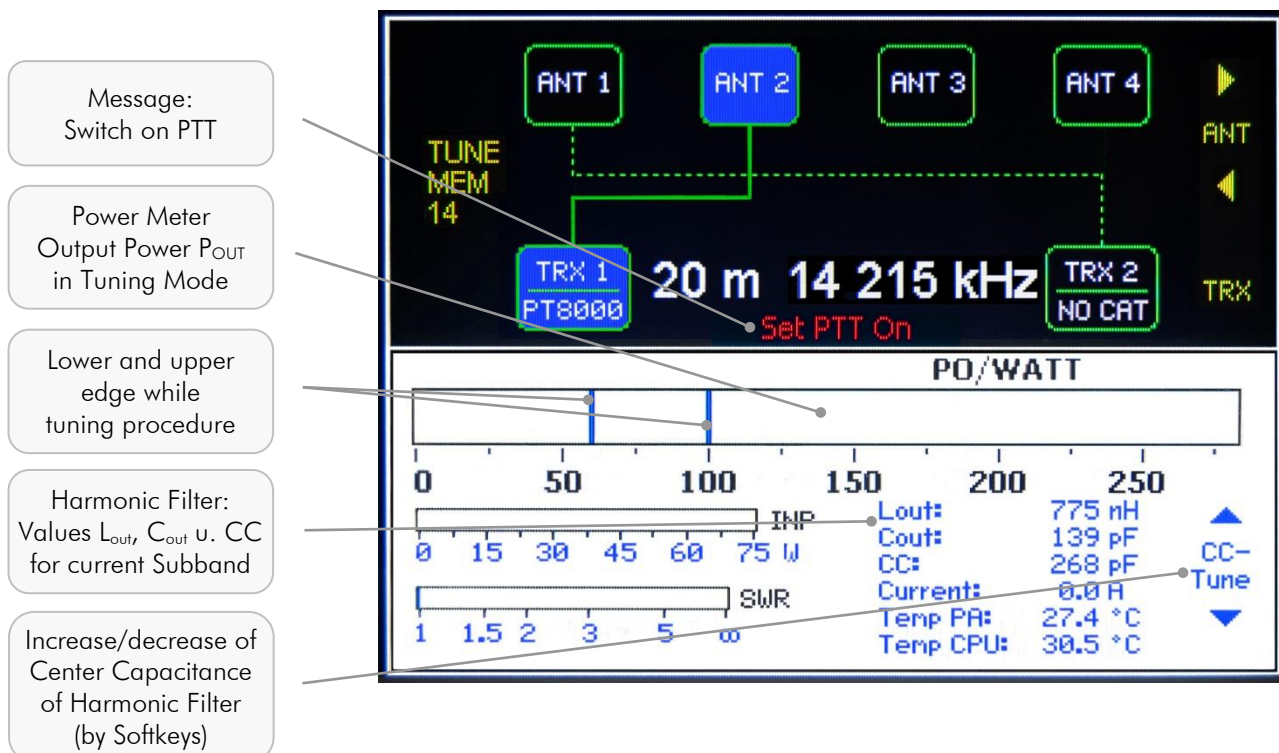 Message:
Switch on PTT
Power Meter
Output Power POUT
in Tuning Mode
Lower and upper
edge while
tuning procedure
Harmonic Filter:
Values Lout, Cout u. CC
for current Subband
Increase/decrease of
Center Capacitance
of Harmonic Filter
(by Softkeys)
ANT 1
ANT 2
ANT 3
ANT 4
ANT
TUNE
MEM
14
TRX 1
PT8000
20 m 14 215 kHz
TRX 2
NO CAT
TRX
Set PTT On
PO/WATT
0 50 100 150 200 250
INP
0 15 30 45 60 75 W
SWR
1 1.5 2 3 5 ∞
Lout: 775 nH
Cout: 139 pF
CC: 268 pF
Current: 0.0 A
Temp PA: 27.4 °C
Temp CPU: 30.5 °C
CC-
Tune